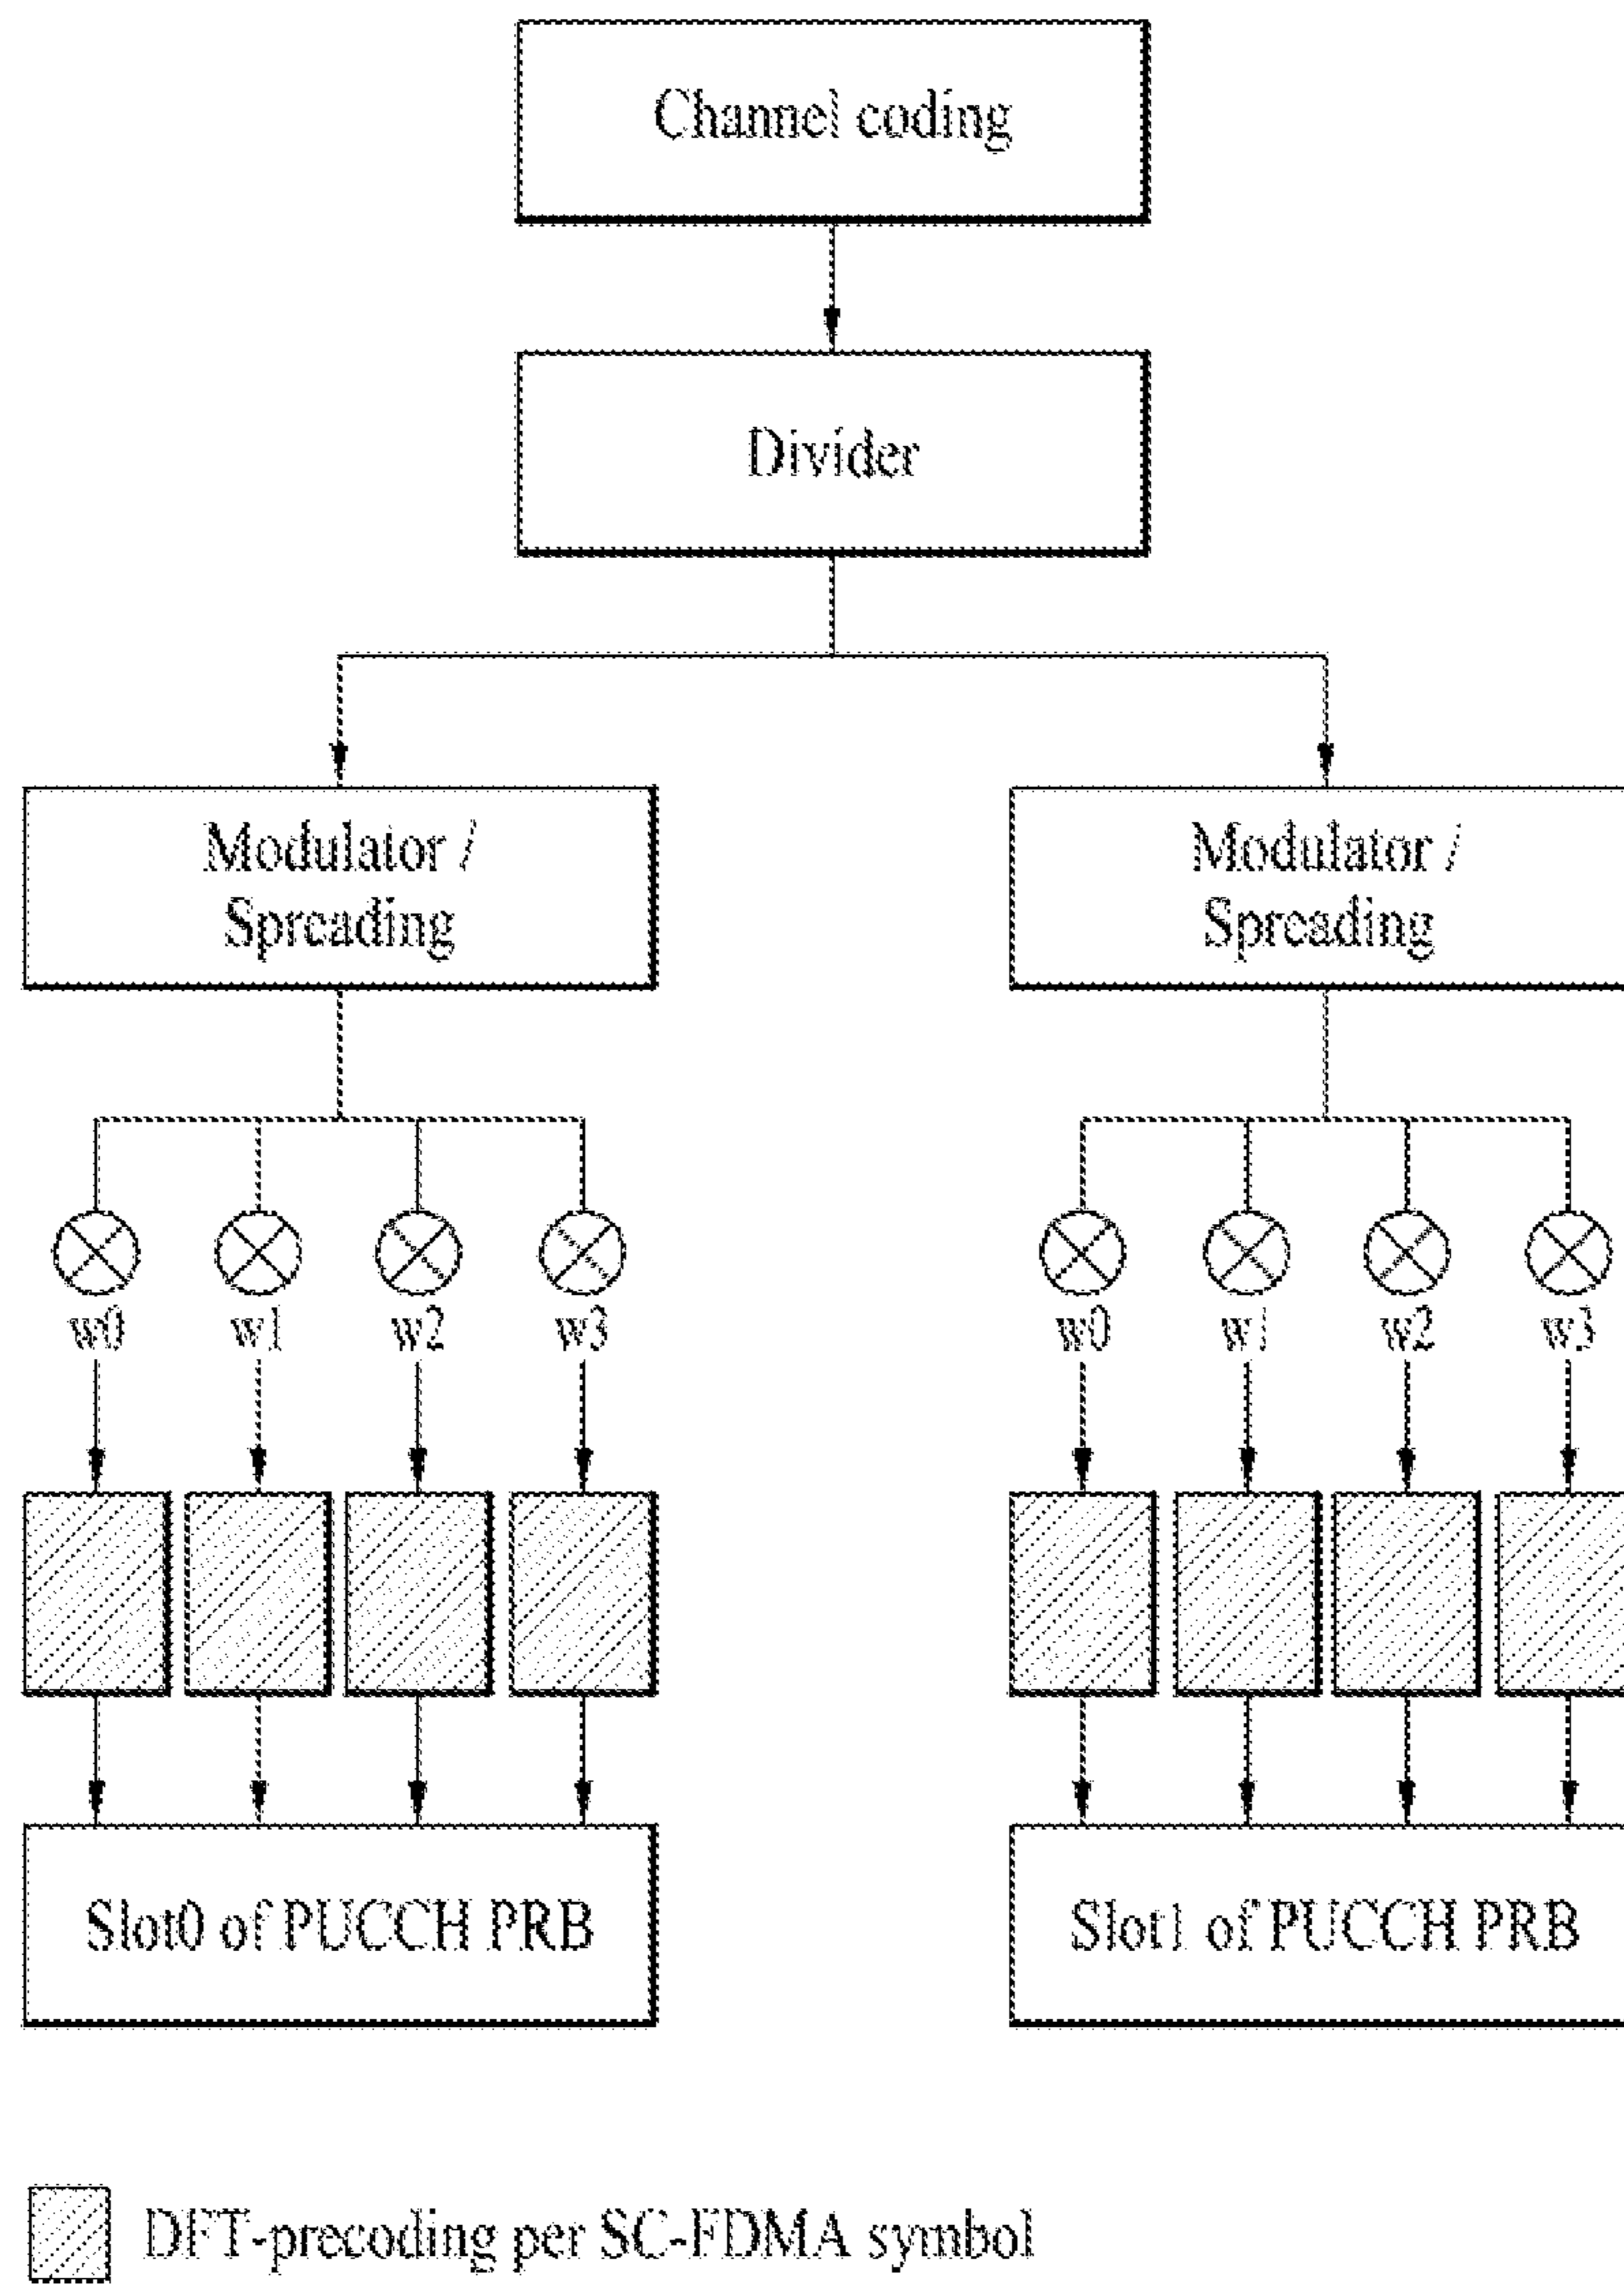 Channel coding
Divider
Modulator /
Spreading
Modulator /
Spreading
w0 w1 w2 w3
w0 w1 w2 w3
Slot0 of PUCCH PRB
Slot1 of PUCCH PRB
DFT-precoding per SC-FDMA symbol